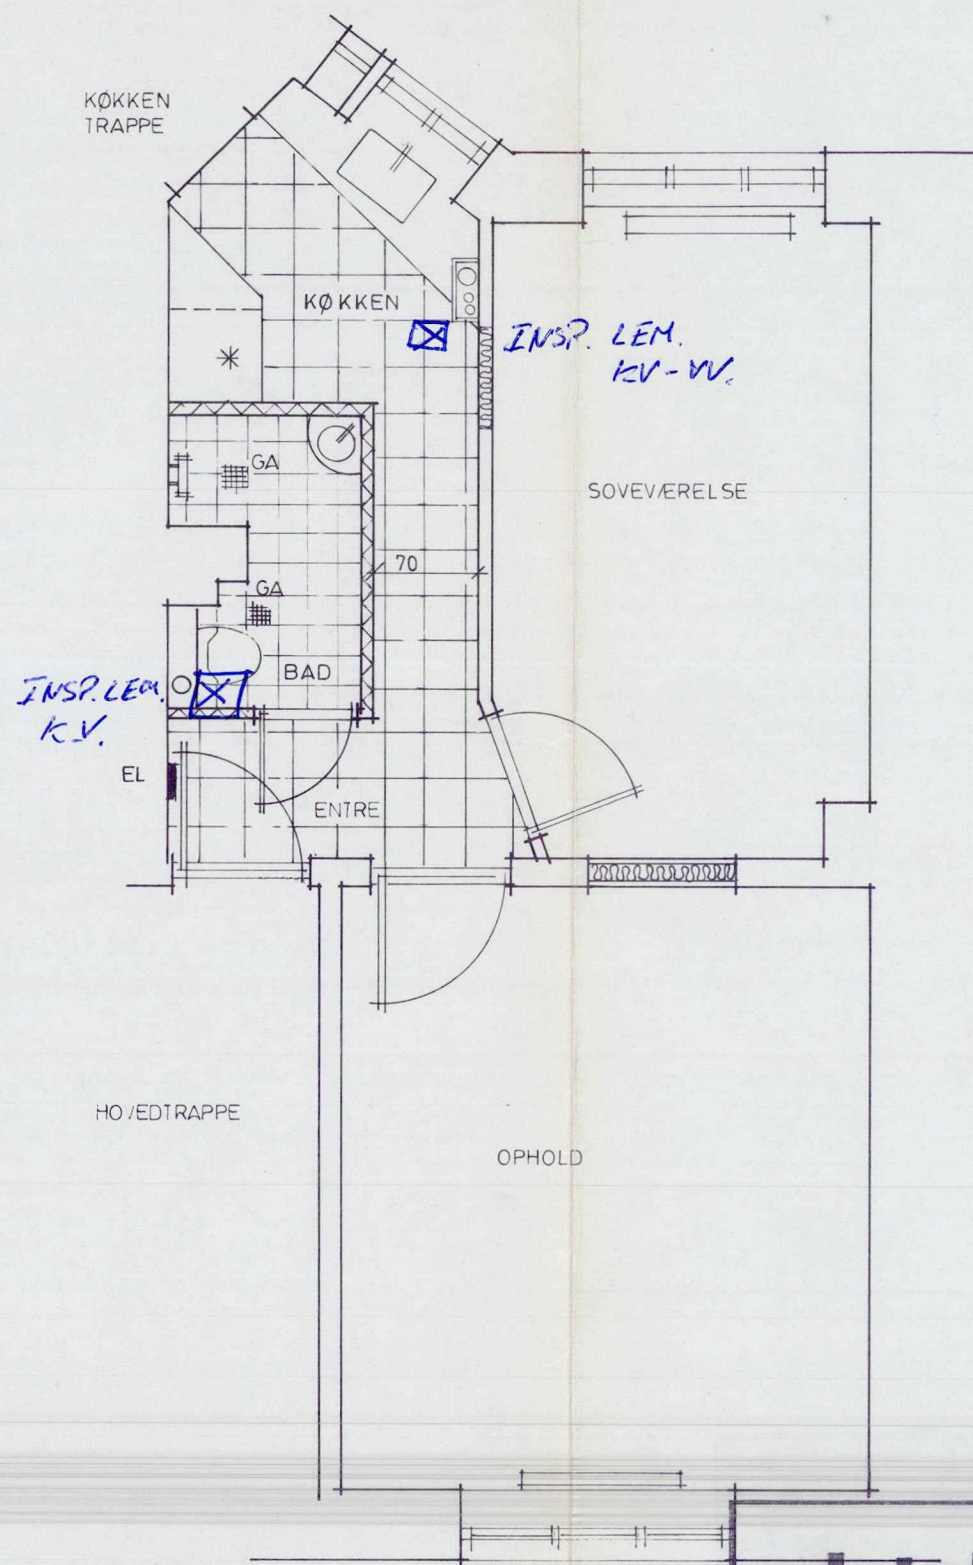 KØKKEN
TRAPPE
KØKKEN
INSP. LEM.
KV-VV.
GA
SOVEVÆRELSE
70
GA
BAD
INSP. LEM.
K.V.
EL
ENTRE
HOVEDTRAPPE
OPHOLD